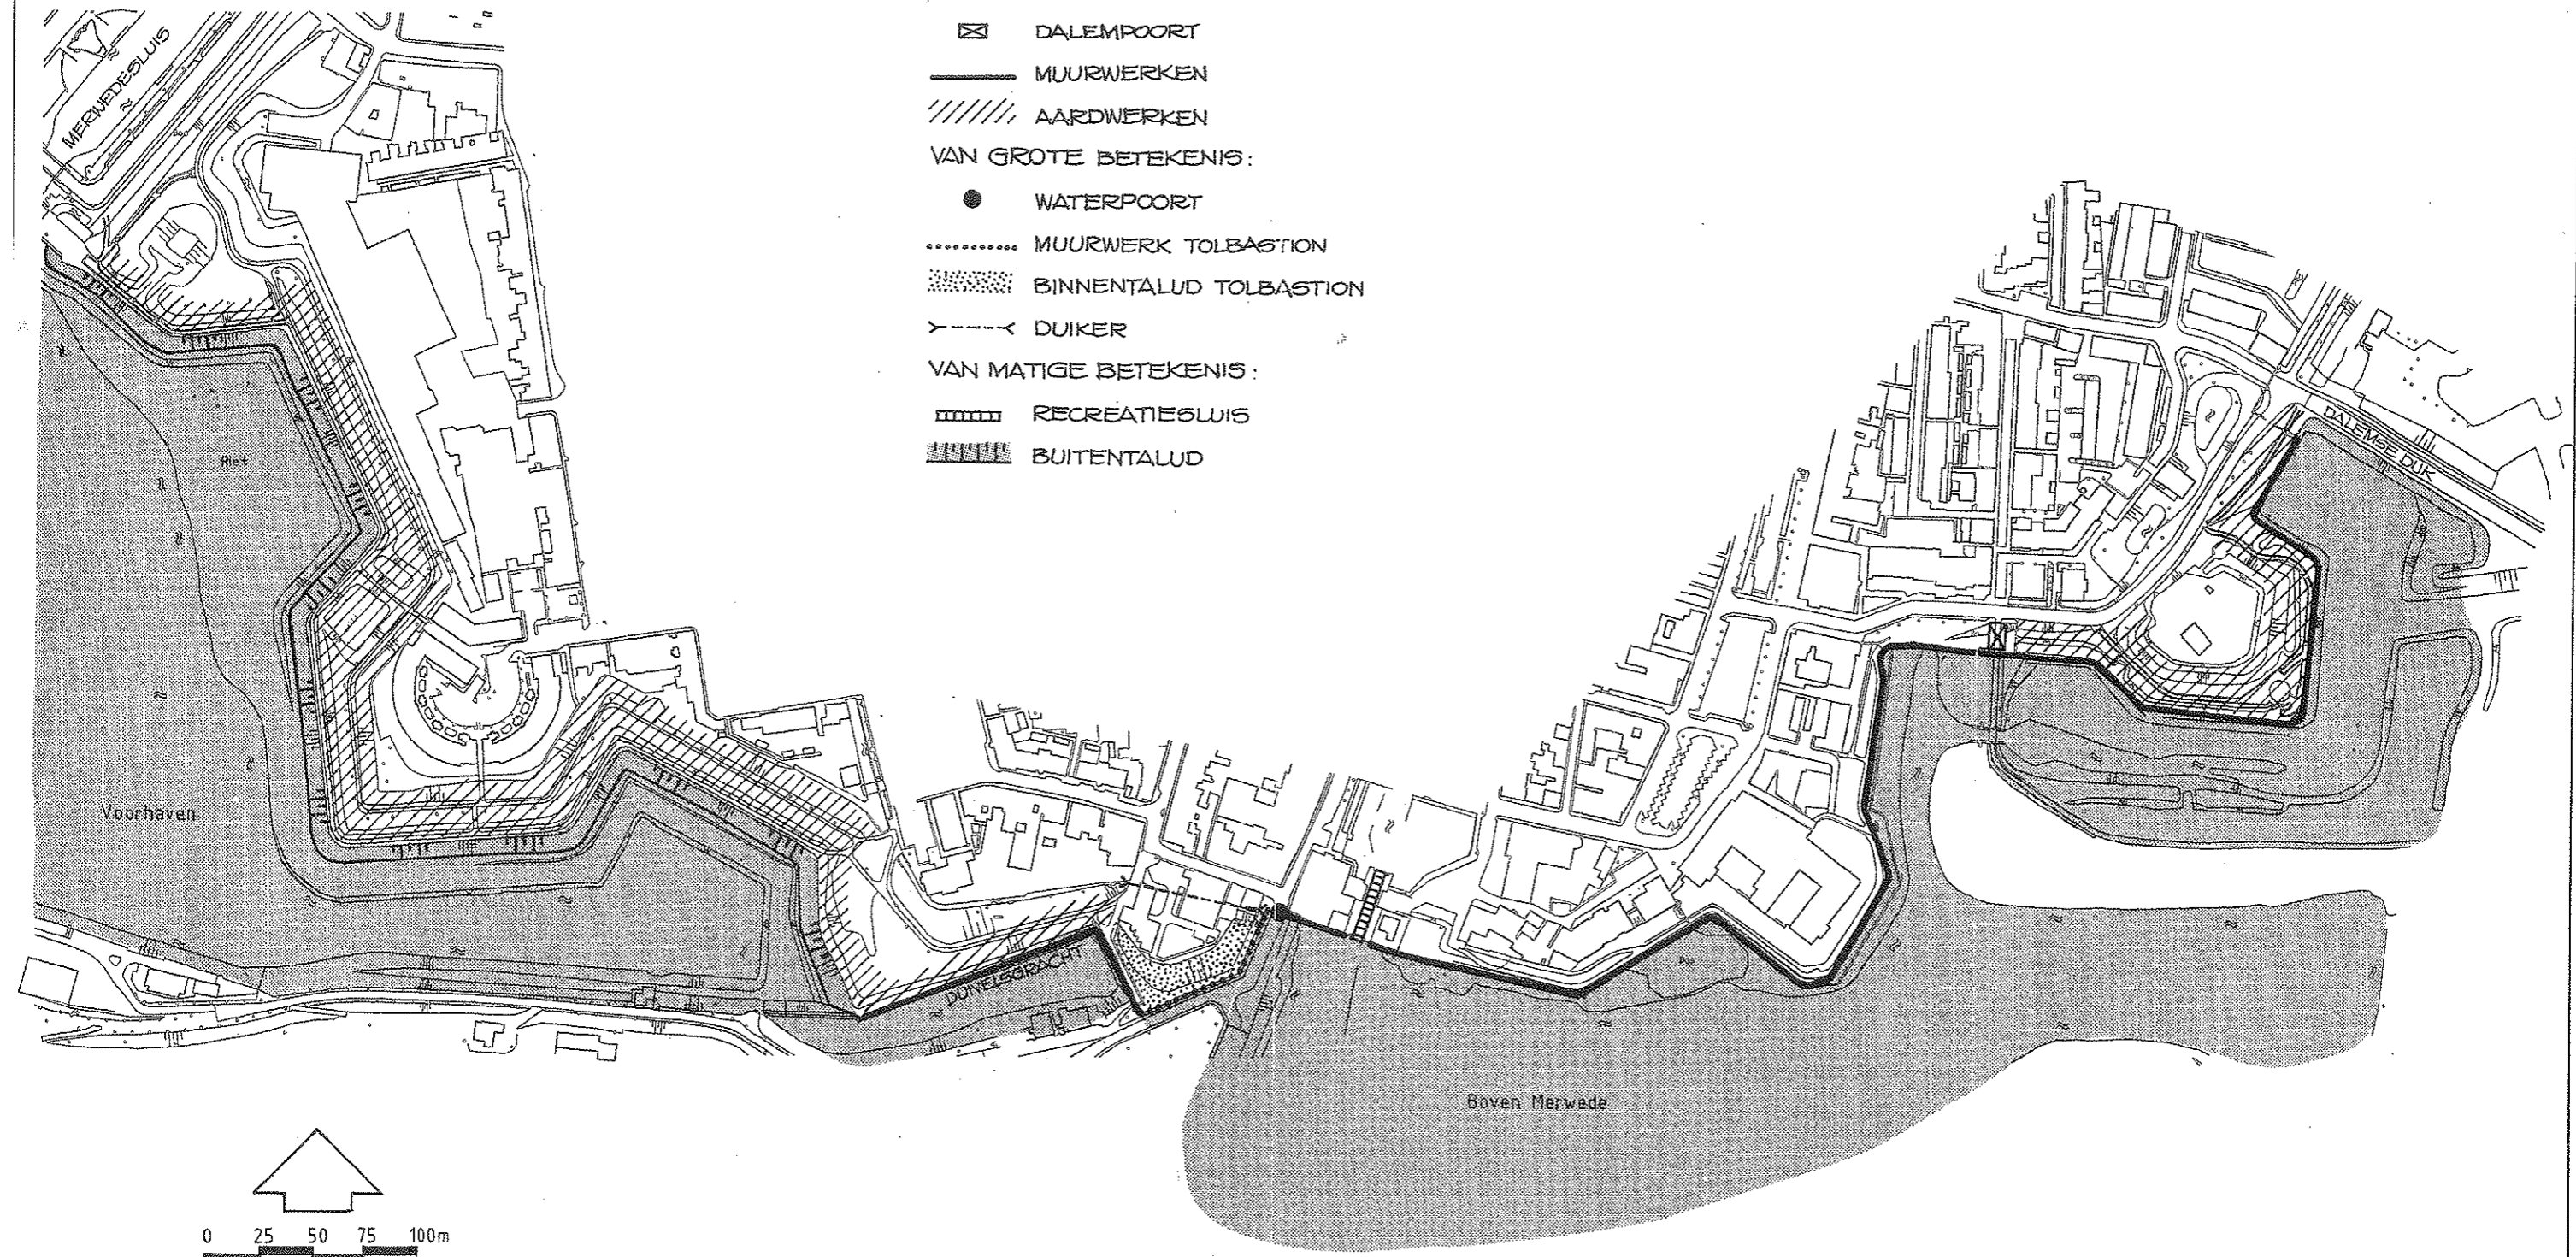 DALEMPOORT
MUURWERKEN
AARDWERKEN
VAN GROTE BETEKENIS:
WATERPOORT
MUURWERK TOLBASTION
BINNENTALUD TOLBASTION
DUIKER
VAN MATIGE BETEKENIS:
RECREATIESLUIS
BUITENTALUD
MERWEDESLUIS
Riet
DALEMSE DIJK
Voorhaven
DUIVELSGRACHT
Boven Merwede
0 25 50 75 100m